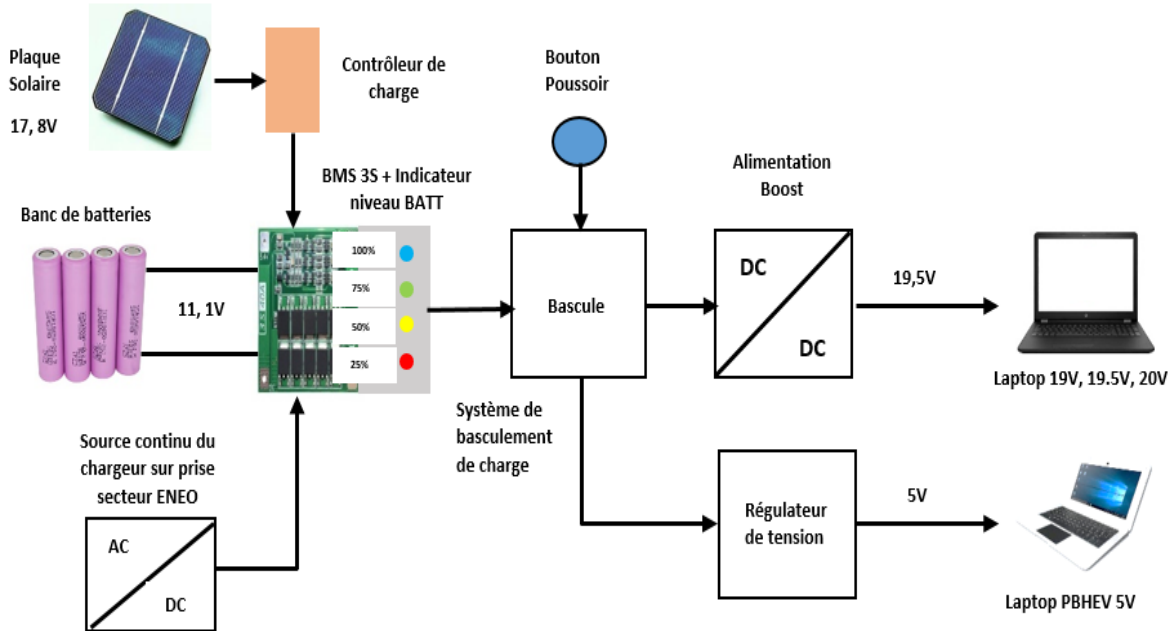 Plaque
Solaire
17, 8V
Contrôleur de
charge
Bouton
Poussoir
BMS 3S + Indicateur
niveau BATT
Alimentation
Boost
Banc de batteries
11, 1V
100%
75%
50%
25%
Bascule
DC
DC
19,5V
Laptop 19V, 19.5V, 20V
Système de
basculement
de charge
Source continu du
chargeur sur prise
secteur ENEO
AC
DC
Régulateur
de tension
5V
Laptop PBHEV 5V